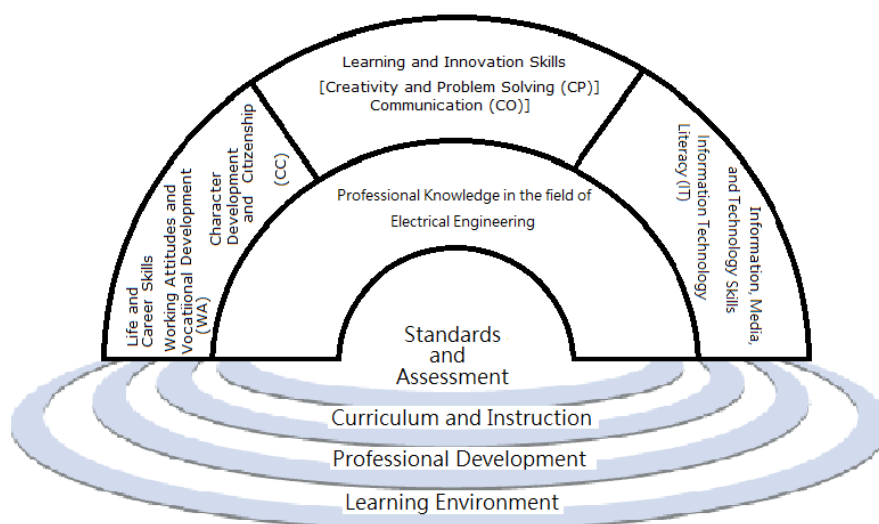 Learning and Innovation Skills
[Creativity and Problem Solving (CP)]
Communication (CO)]
Life and
Career Skills
Working Attitudes and
Vocatiional Development
(WA)
Character
Development
and Citizenship
(CC)
Information, Media,
and Technology Skills
Information Technology
Literacy (IT)
Professional Knowledge in the field of
Electrical Engineering
Standards
and
Assessment
Curriculum and Instruction
Professional Development
Learning Environment